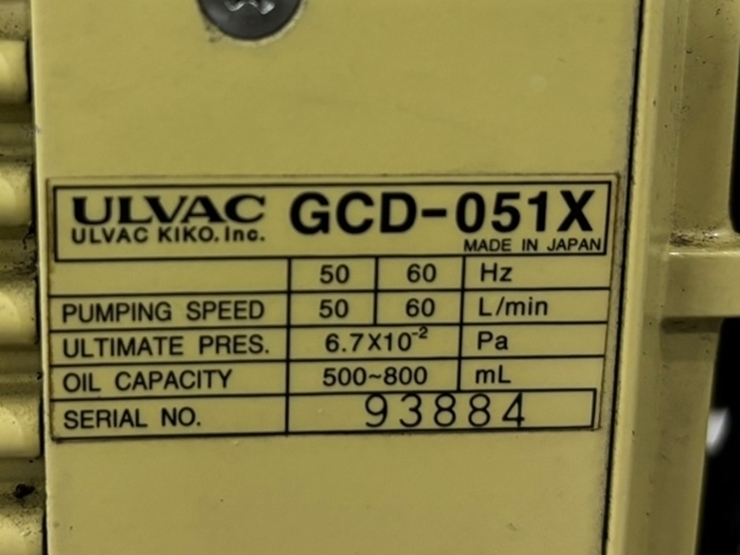 ULVAC GCD-051X
ULVAC KIKO. Inc. MADE IN JAPAN
50 60 Hz
PUMPING SPEED 50 60 L/min
ULTIMATE PRES. 6.7X10⁻² Pa
OIL CAPACITY 500~800 mL
SERIAL NO. 93884